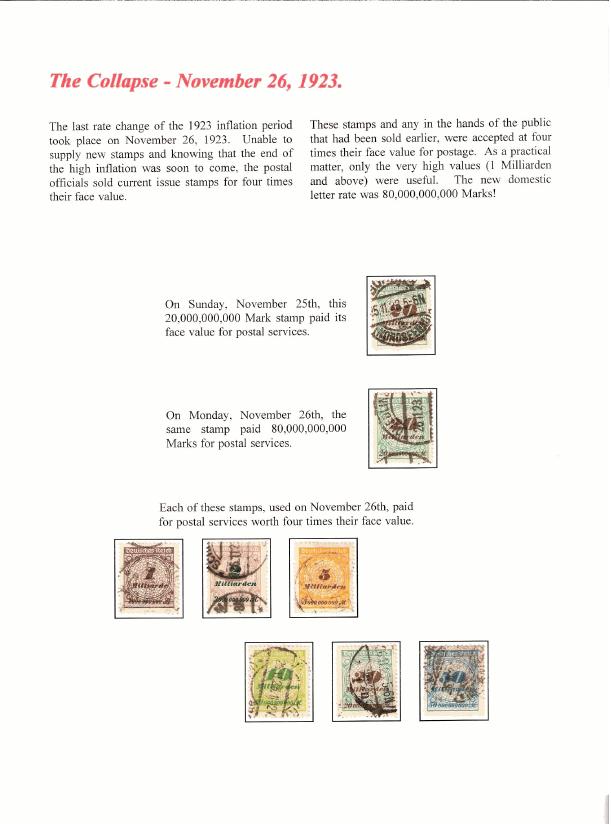 The Collapse - November 26, 1923.
The last rate change of the 1923 inflation period
took place on November 26, 1923. Unable to
supply new stamps and knowing that the end of
the high inflation was soon to come, the postal
officials sold current issue stamps for four times
their face value.
These stamps and any in the hands of the public
that had been sold earlier, were accepted at four
times their face value for postage. As a practical
matter, only the very high values (1 Milliarden
and above) were useful. The new domestic
letter rate was 80,000,000,000 Marks!
On Sunday, November 25th, this
20,000,000,000 Mark stamp paid its
face value for postal services.
20
Milliarden
On Monday, November 26th, the
same stamp paid 80,000,000,000
Marks for postal services.
20
Milliarden
26.11.23
Each of these stamps, used on November 26th, paid
for postal services worth four times their face value.
Deutsches Reich
1
Milliarde
2
Milliarden
5
Milliarden
10
20
50